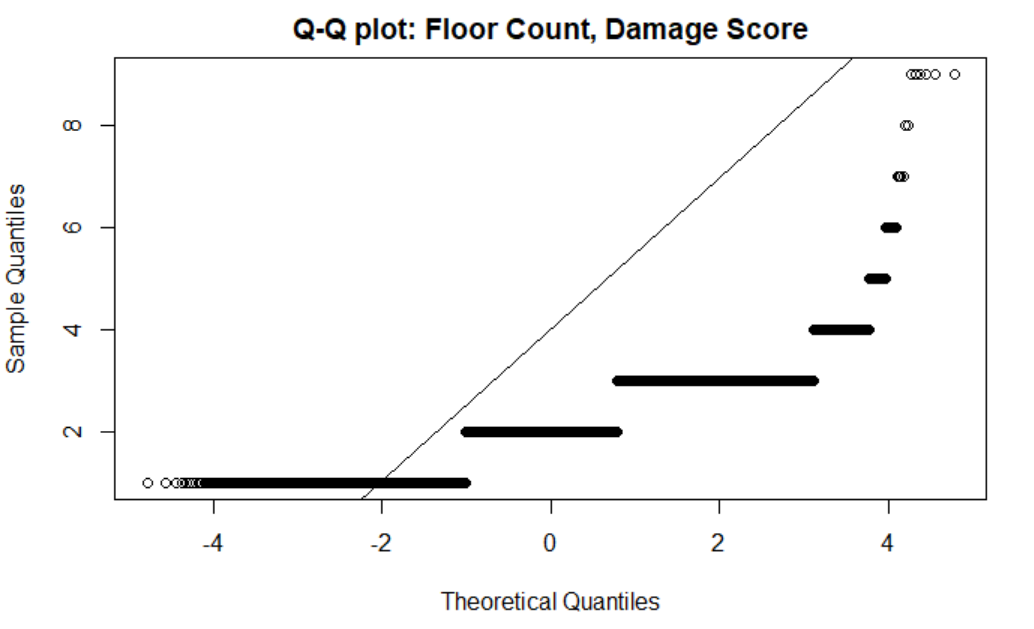 Q-Q plot: Floor Count, Damage Score
Sample Quantiles
8
6
4
2
-4 -2 0 2 4
Theoretical Quantiles